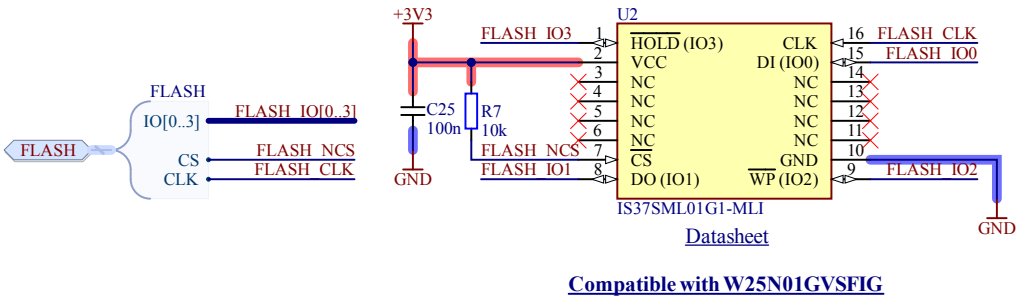 FLASH
FLASH
IO[0..3]
FLASH_IO[0..3]
CS
FLASH_NCS
CLK
FLASH_CLK
+3V3
C25
100n
GND
R7
10k
U2
FLASH_IO3
1
HOLD (IO3)
2
VCC
3
NC
4
NC
5
NC
6
NC
FLASH_NCS
7
CS
FLASH_IO1
8
DO (IO1)
CLK
16
FLASH_CLK
DI (IO0)
15
FLASH_IO0
NC
14
NC
13
NC
12
NC
11
GND
10
WP (IO2)
9
FLASH_IO2
GND
IS37SML01G1-MLI
Datasheet
Compatible with W25N01GVSFIG